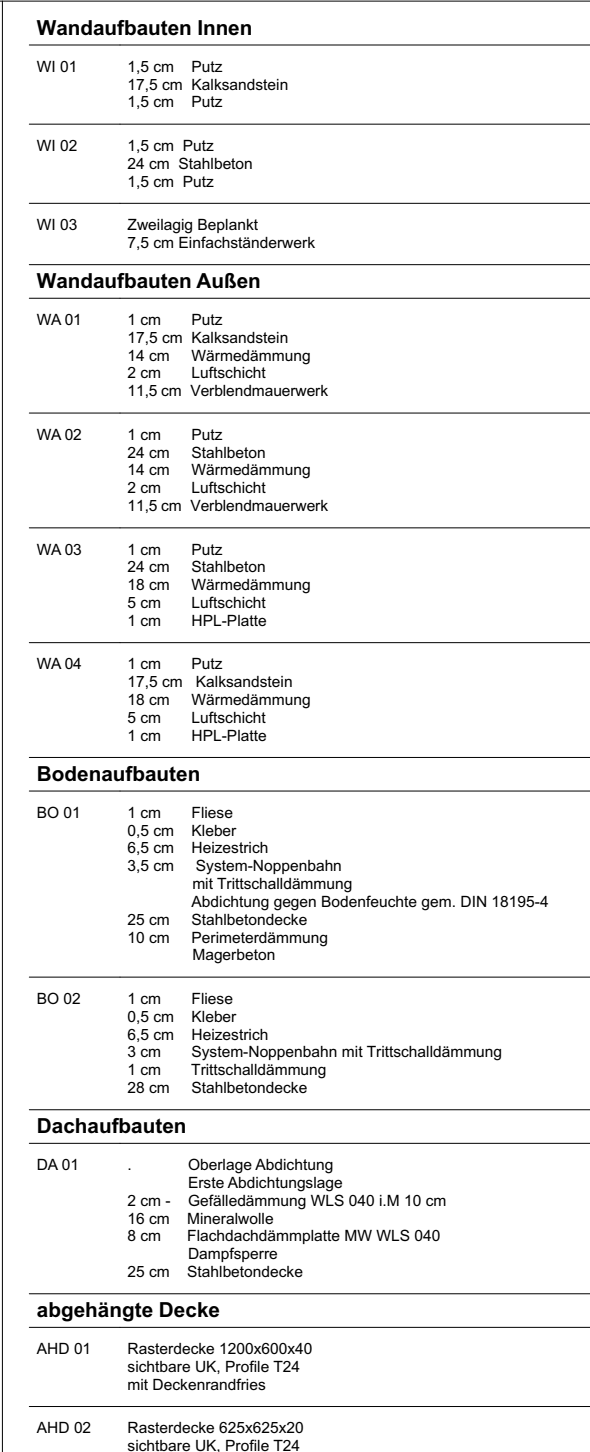 Wandaufbauten Innen
WI 01 1,5 cm Putz
17,5 cm Kalksandstein
1,5 cm Putz
WI 02 1,5 cm Putz
24 cm Stahlbeton
1,5 cm Putz
WI 03 Zweilagig Beplankt
7,5 cm Einfachständerwerk
Wandaufbauten Außen
WA 01 1 cm Putz
17,5 cm Kalksandstein
14 cm Wärmedämmung
2 cm Luftschicht
11,5 cm Verblendmauerwerk
WA 02 1 cm Putz
24 cm Stahlbeton
14 cm Wärmedämmung
2 cm Luftschicht
11,5 cm Verblendmauerwerk
WA 03 1 cm Putz
24 cm Stahlbeton
18 cm Wärmedämmung
5 cm Luftschicht
1 cm HPL-Platte
WA 04 1 cm Putz
17,5 cm Kalksandstein
18 cm Wärmedämmung
5 cm Luftschicht
1 cm HPL-Platte
Bodenaufbauten
BO 01 1 cm Fliese
0,5 cm Kleber
6,5 cm Heizestrich
3,5 cm System-Noppenbahn
mit Trittschalldämmung
Abdichtung gegen Bodenfeuchte gem. DIN 18195-4
25 cm Stahlbetondecke
10 cm Perimeterdämmung
Magerbeton
BO 02 1 cm Fliese
0,5 cm Kleber
6,5 cm Heizestrich
3 cm System-Noppenbahn mit Trittschalldämmung
1 cm Trittschalldämmung
28 cm Stahlbetondecke
Dachaufbauten
DA 01 . Oberlage Abdichtung
Erste Abdichtungslage
2 cm - Gefälledämmung WLS 040 i.M 10 cm
16 cm Mineralwolle
8 cm Flachdachdämmplatte MW WLS 040
Dampfsperre
25 cm Stahlbetondecke
abgehängte Decke
AHD 01 Rasterdecke 1200x600x40
sichtbare UK, Profile T24
mit Deckenrandfries
AHD 02 Rasterdecke 625x625x20
sichtbare UK, Profile T24